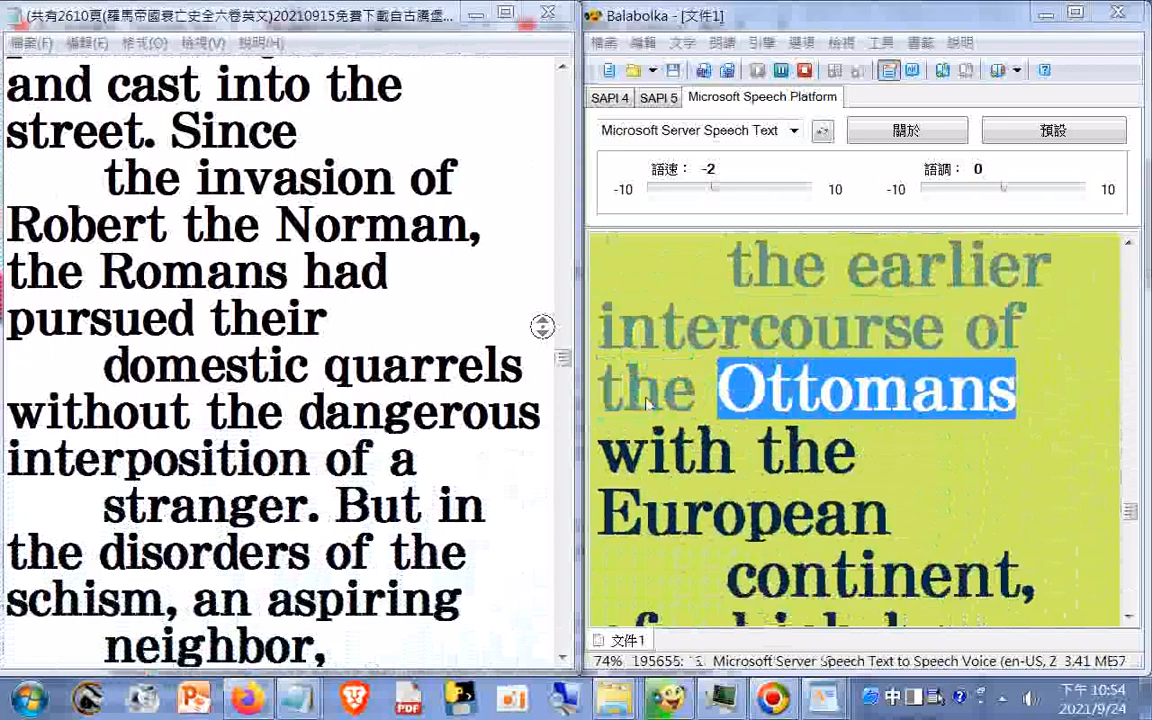 (共有2610頁(羅馬帝國衰亡史全六卷英文)20210915免費下載自古騰堡...
檔案(F) 編輯(E) 格式(O) 檢視(V) 說明(H)
and cast into the
street. Since
the invasion of
Robert the Norman,
the Romans had
pursued their
domestic quarrels
without the dangerous
interposition of a
stranger. But in
the disorders of the
schism, an aspiring
neighbor,
Balabolka - [文件1]
檔案 編輯 文字 朗讀 引擎 選項 檢視 工具 書籤 說明
SAPI 4 SAPI 5 Microsoft Speech Platform
Microsoft Server Speech Text 關於 預設
語速： -2 語調： 0
-10 10 -10 10
the earlier
intercourse of
the Ottomans
with the
European
continent,
文件1
74% Microsoft Server Speech Text to Speech Voice (en-US, Z 3,41 MB
中
下午 10:54
2021/9/24